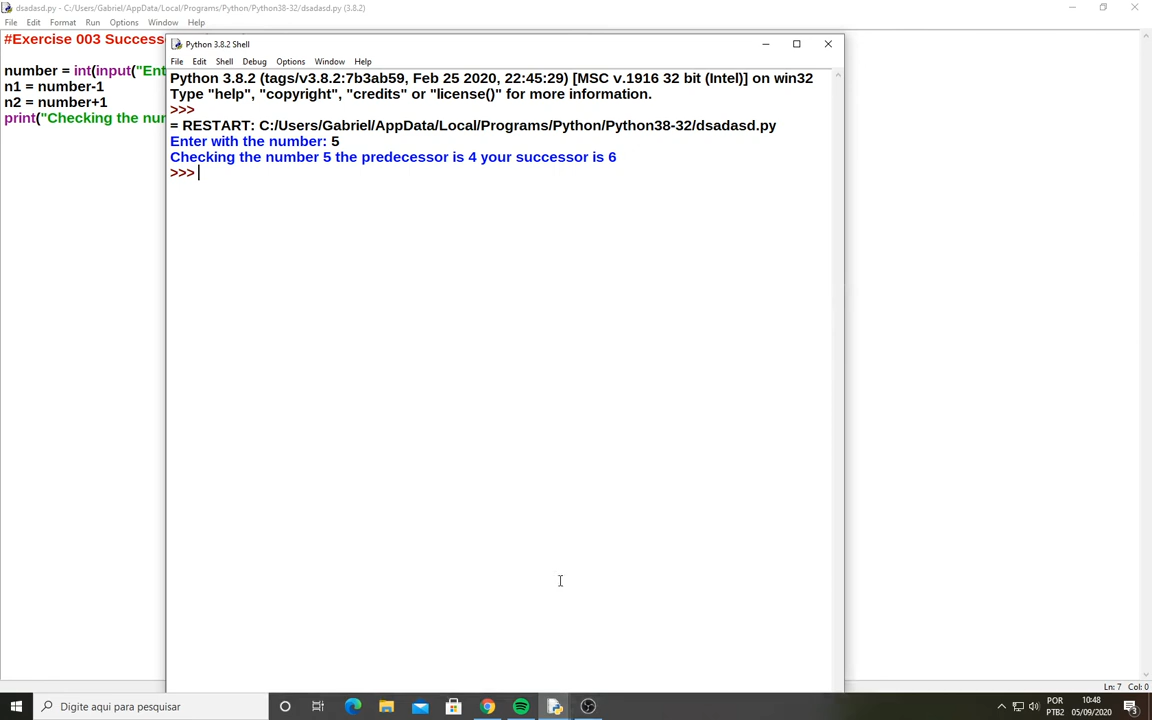 dsadasd.py - C:/Users/Gabriel/AppData/Local/Programs/Python/Python38-32/dsadasd.py (3.8.2)
File Edit Format Run Options Window Help
#Exercise 003 Success
number = int(input("Ent
n1 = number-1
n2 = number+1
print("Checking the num
Python 3.8.2 Shell
File Edit Shell Debug Options Window Help
Python 3.8.2 (tags/v3.8.2:7b3ab59, Feb 25 2020, 22:45:29) [MSC v.1916 32 bit (Intel)] on win32
Type "help", "copyright", "credits" or "license()" for more information.
>>>
= RESTART: C:/Users/Gabriel/AppData/Local/Programs/Python/Python38-32/dsadasd.py
Enter with the number: 5
Checking the number 5 the predecessor is 4 your successor is 6
>>>
Ln: 7 Col: 0
Digite aqui para pesquisar
POR
PTB2
10:48
05/09/2020
3